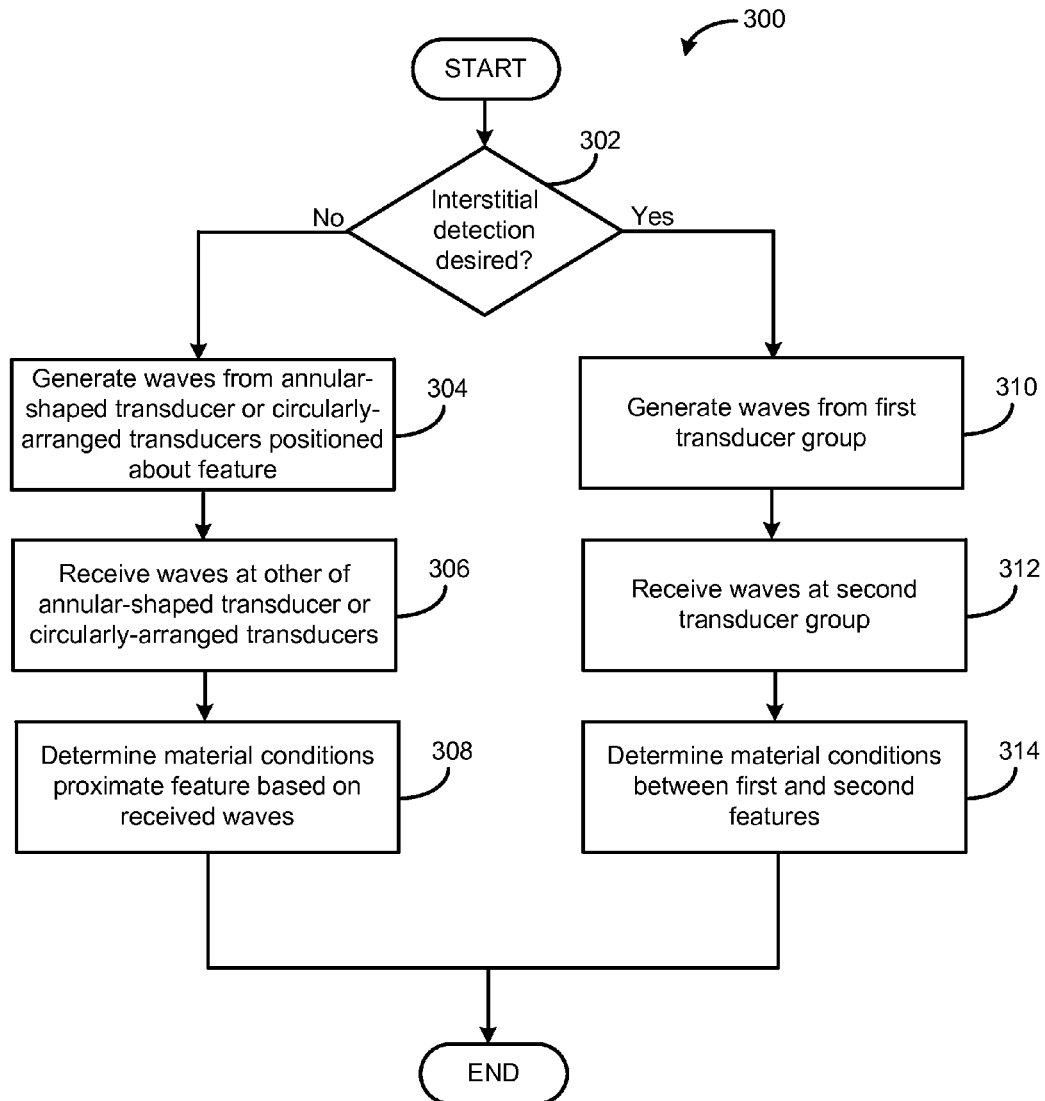 300
START
302
Interstitial
detection
desired?
No
Yes
Generate waves from annular-
shaped transducer or circularly-
arranged transducers positioned
about feature
304
Receive waves at other of
annular-shaped transducer or
circularly-arranged transducers
306
Determine material conditions
proximate feature based on
received waves
308
Generate waves from first
transducer group
310
Receive waves at second
transducer group
312
Determine material conditions
between first and second
features
314
END